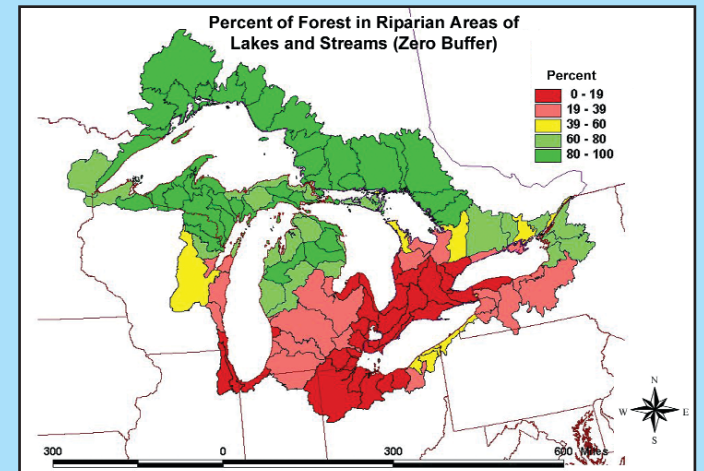 Percent of Forest in Riparian Areas of
Lakes and Streams (Zero Buffer)
Percent
0 - 19
19 - 39
39 - 60
60 - 80
80 - 100
N
W E
S
300 0 300 600 Miles